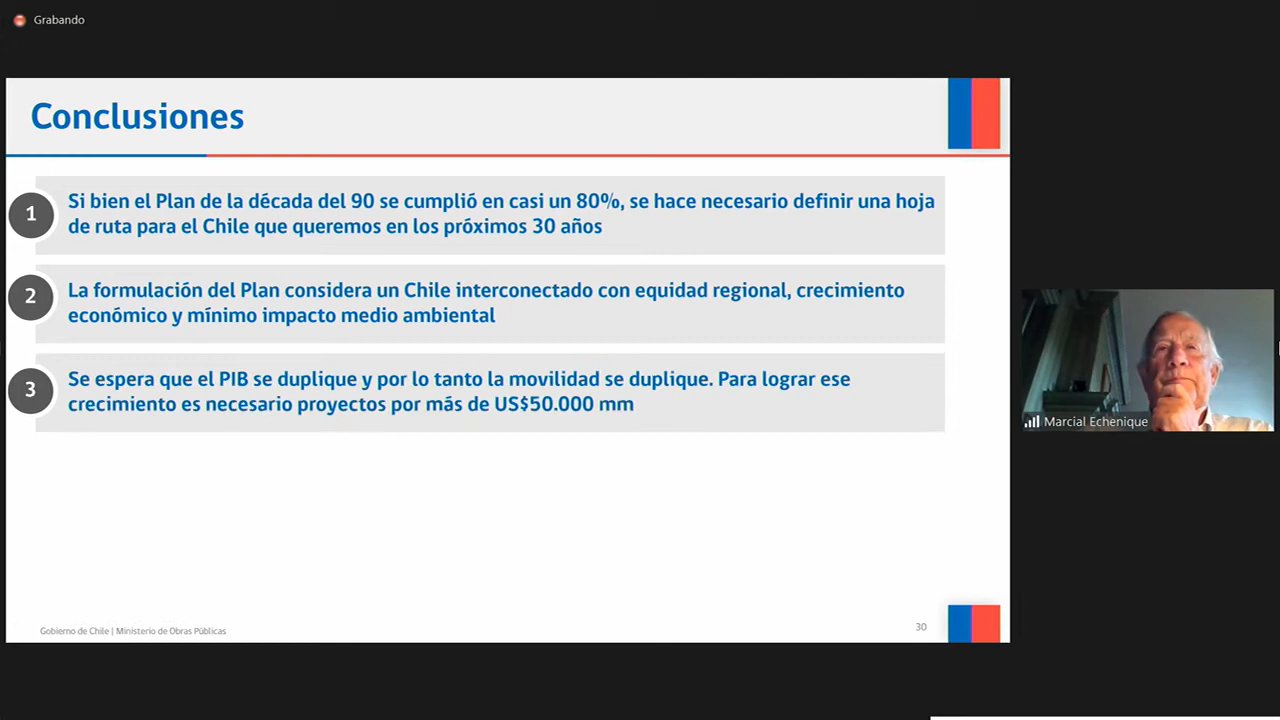 Grabando
Conclusiones
1
Si bien el Plan de la década del 90 se cumplió en casi un 80%, se hace necesario definir una hoja
de ruta para el Chile que queremos en los próximos 30 años
2
La formulación del Plan considera un Chile interconectado con equidad regional, crecimiento
económico y mínimo impacto medio ambiental
3
Se espera que el PIB se duplique y por lo tanto la movilidad se duplique. Para lograr ese
crecimiento es necesario proyectos por más de US$50.000 mm
Marcial Echenique
Gobierno de Chile | Ministerio de Obras Públicas
30